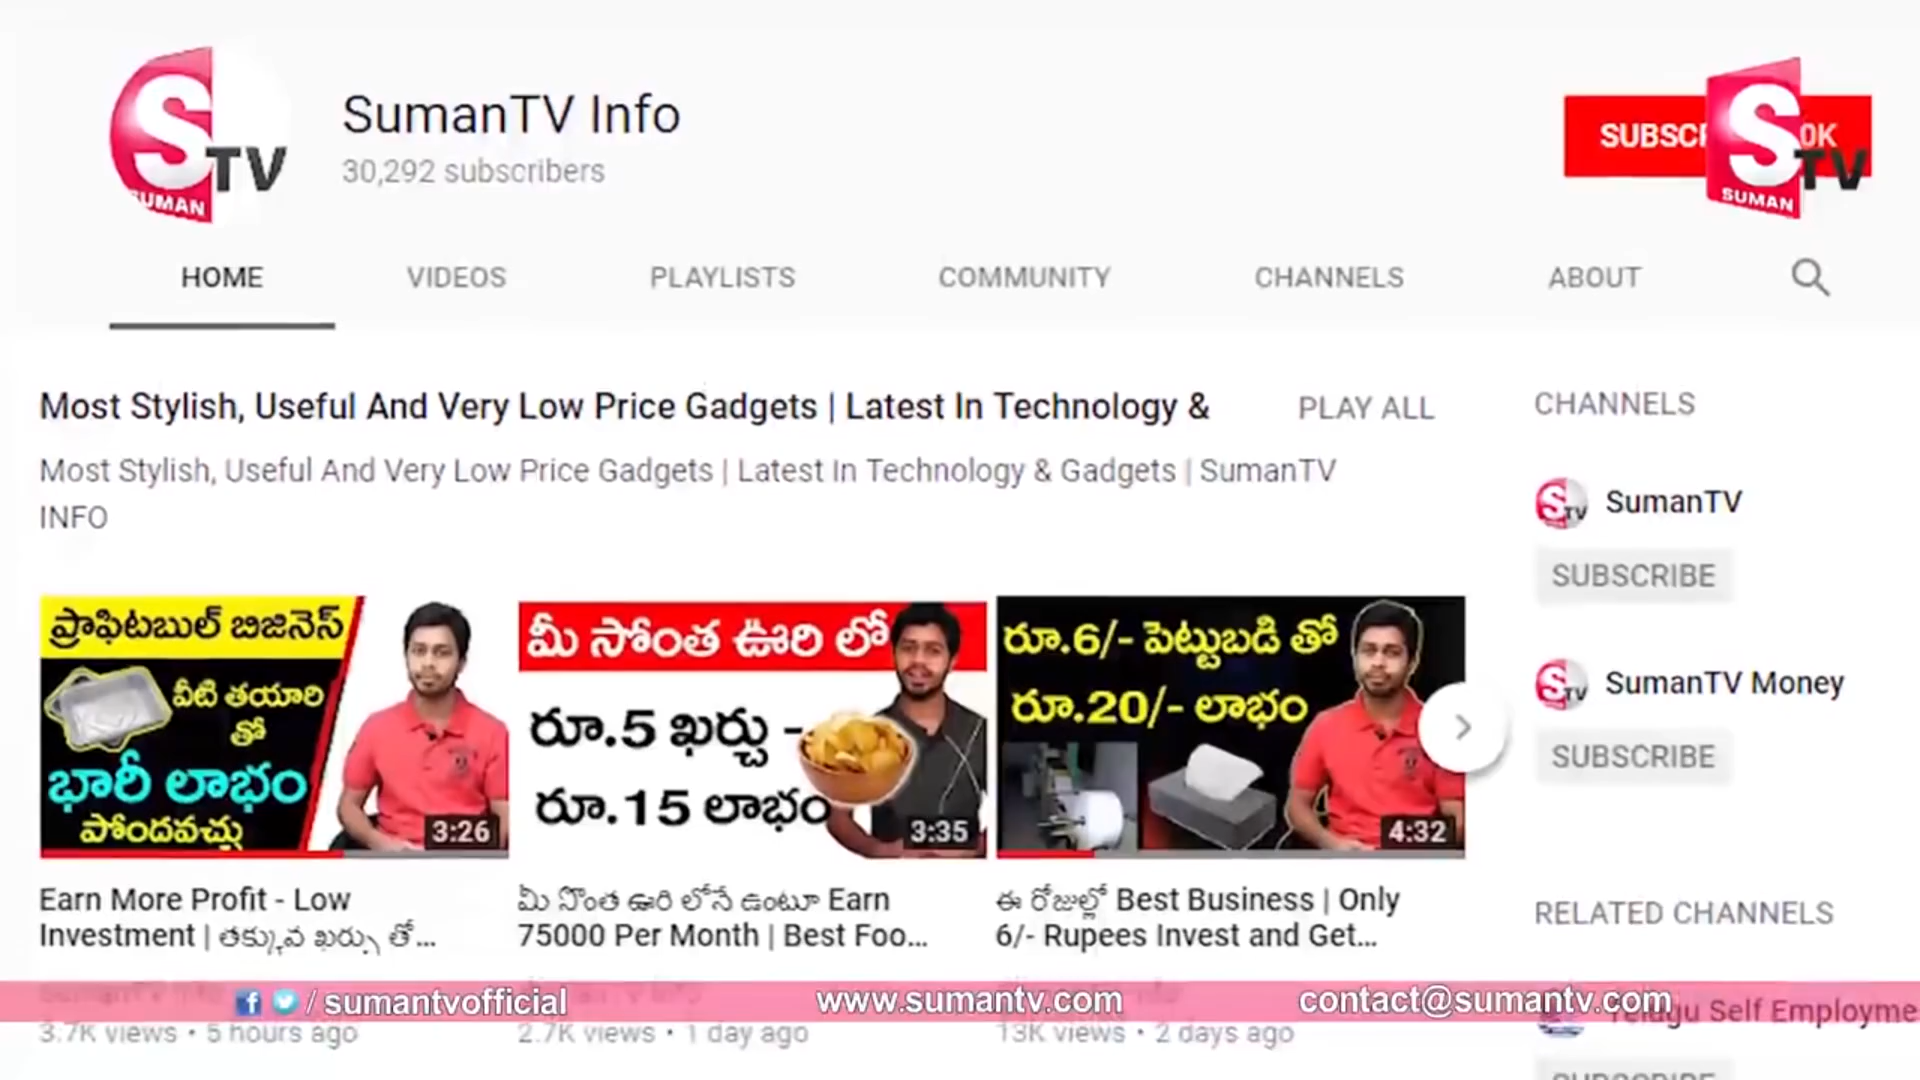 S TV SUMAN
SumanTV Info
30,292 subscribers
SUBSCR 0K
S TV SUMAN
HOME VIDEOS PLAYLISTS COMMUNITY CHANNELS ABOUT
Most Stylish, Useful And Very Low Price Gadgets | Latest In Technology & PLAY ALL
Most Stylish, Useful And Very Low Price Gadgets | Latest In Technology & Gadgets | SumanTV
INFO
CHANNELS
SumanTV
SUBSCRIBE
SumanTV Money
SUBSCRIBE
ప్రాఫిటబుల్ బిజినెస్
వీటి తయారి
తో
భారీ లాభం
పోందవచ్చు
3:26
మీ సోంత ఊరి లో
రూ.5 ఖర్చు -
రూ.15 లాభం
3:35
రూ.6/- పెట్టుబడి తో
రూ.20/- లాభం
4:32
Earn More Profit - Low
Investment | తక్కువ ఖర్చు తో...
మీ సొంత ఊరి లోనే ఉంటూ Earn
75000 Per Month | Best Foo...
ఈ రోజుల్లో Best Business | Only
6/- Rupees Invest and Get...
RELATED CHANNELS
/ sumantvofficial www.sumantv.com contact@sumantv.com
Telugu Self Employme
3.7K views • 5 hours ago
2.7K views • 1 day ago
13K views • 2 days ago
SUBSCRIBE